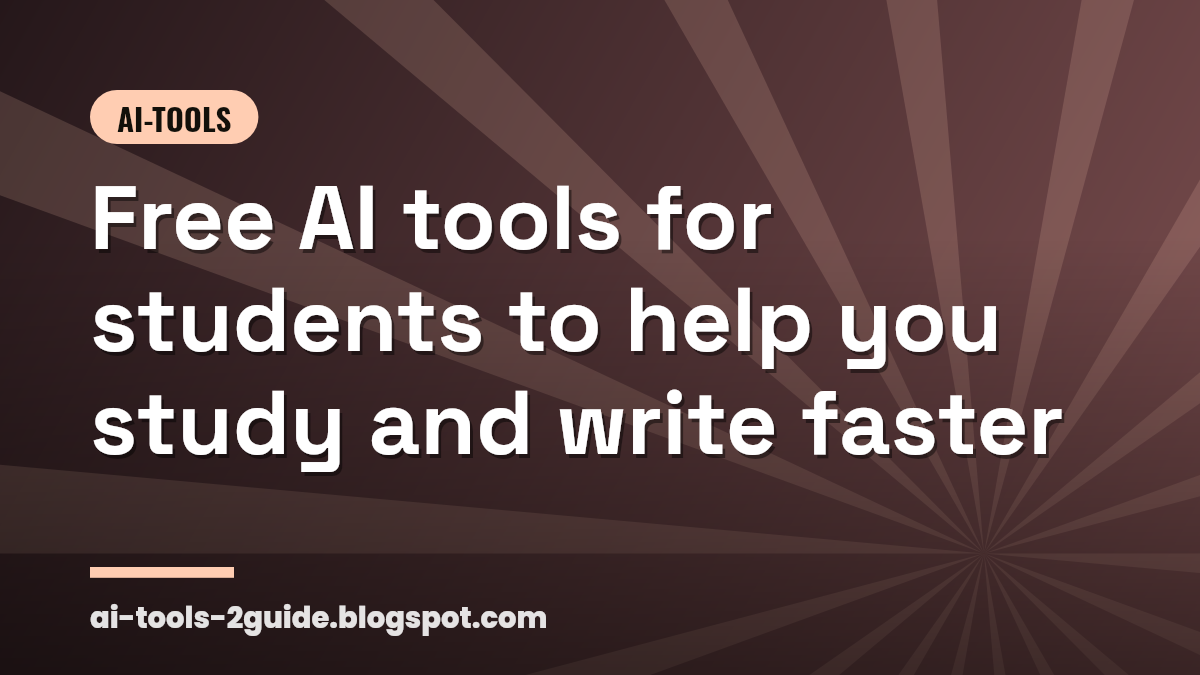 AI-TOOLS
Free AI tools for
students to help you
study and write faster
ai-tools-2guide.blogspot.com